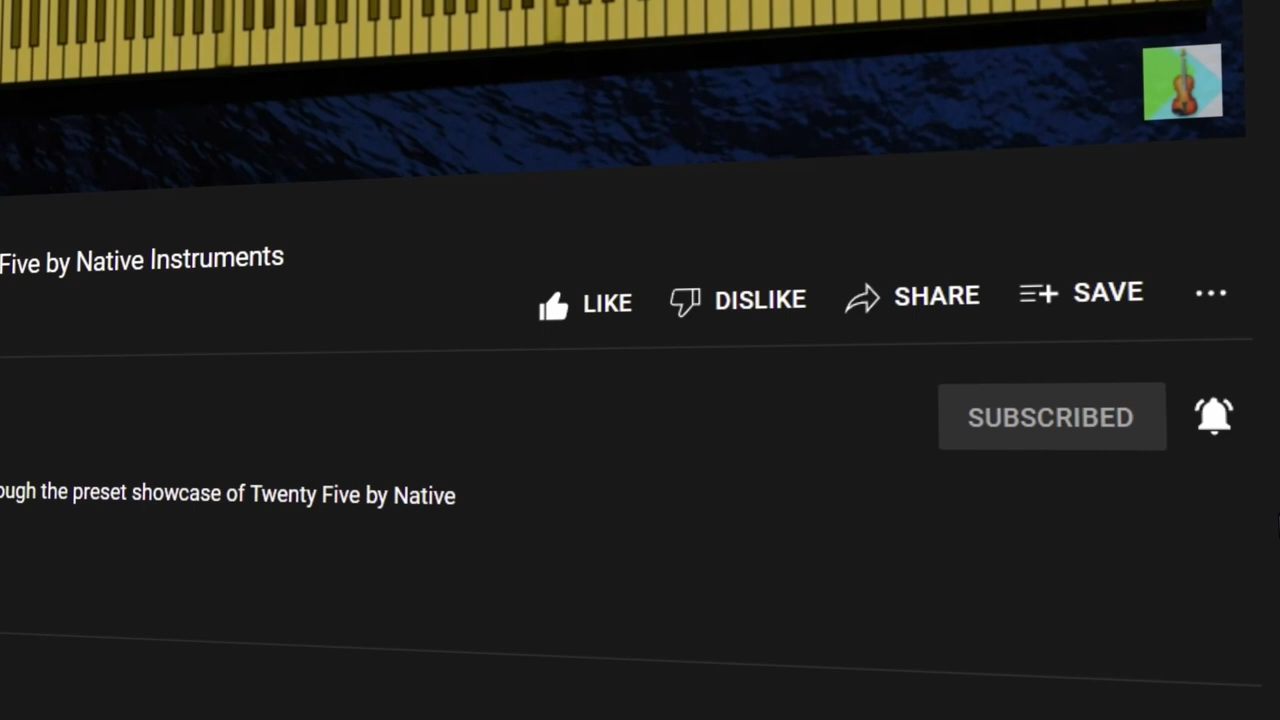 Five by Native Instruments
LIKE DISLIKE SHARE SAVE
SUBSCRIBED
ough the preset showcase of Twenty Five by Native